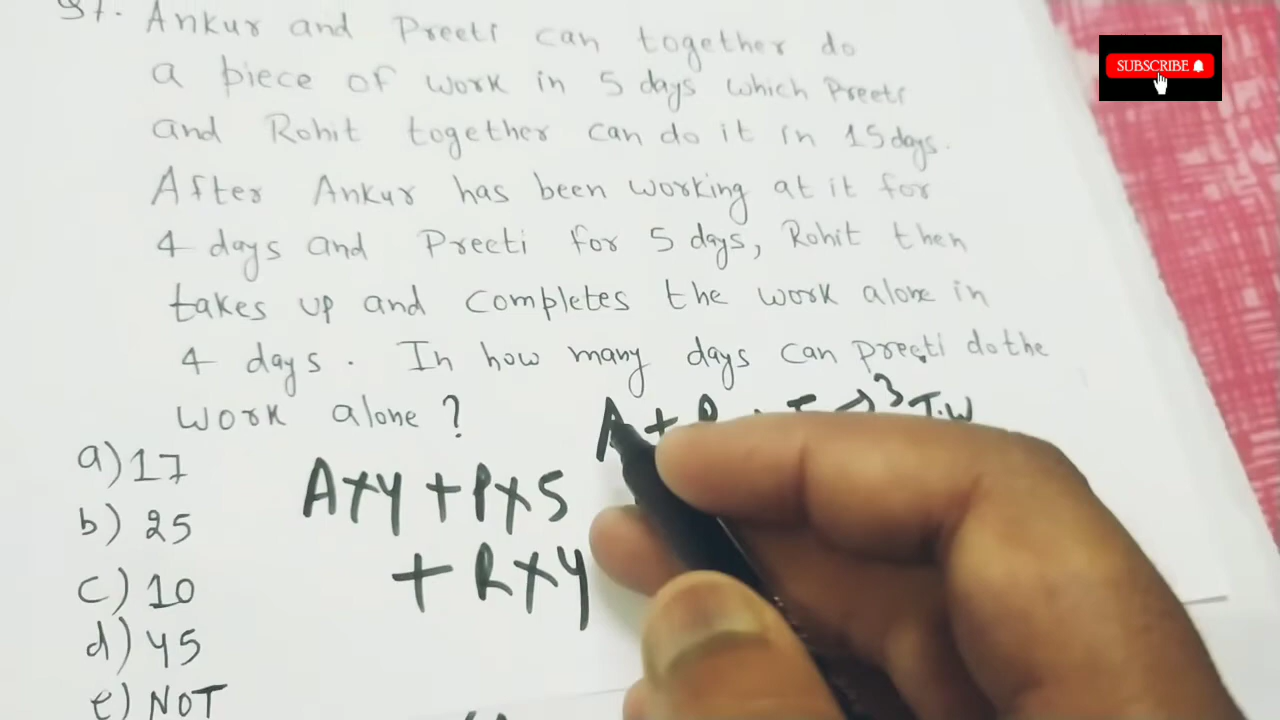 37. Ankur and Preeti can together do
a piece of work in 5 days which Preeti
and Rohit together can do it in 15 days.
After Ankur has been working at it for
4 days and Preeti for 5 days, Rohit then
takes up and completes the work alone in
4 days. In how many days can preeti do the
work alone?
a) 17
b) 25
c) 10
d) 45
e) NOT
A×4 + P×5
+ R×4
A + P
3 T.W
SUBSCRIBE